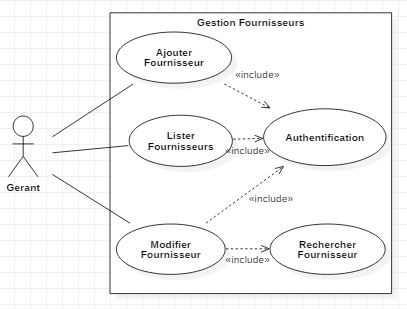 Gestion Fournisseurs
Ajouter
Fournisseur
«include»
Lister
Fournisseurs
«include»
Authentification
Gerant
«include»
Modifier
Fournisseur
«include»
Rechercher
Fournisseur